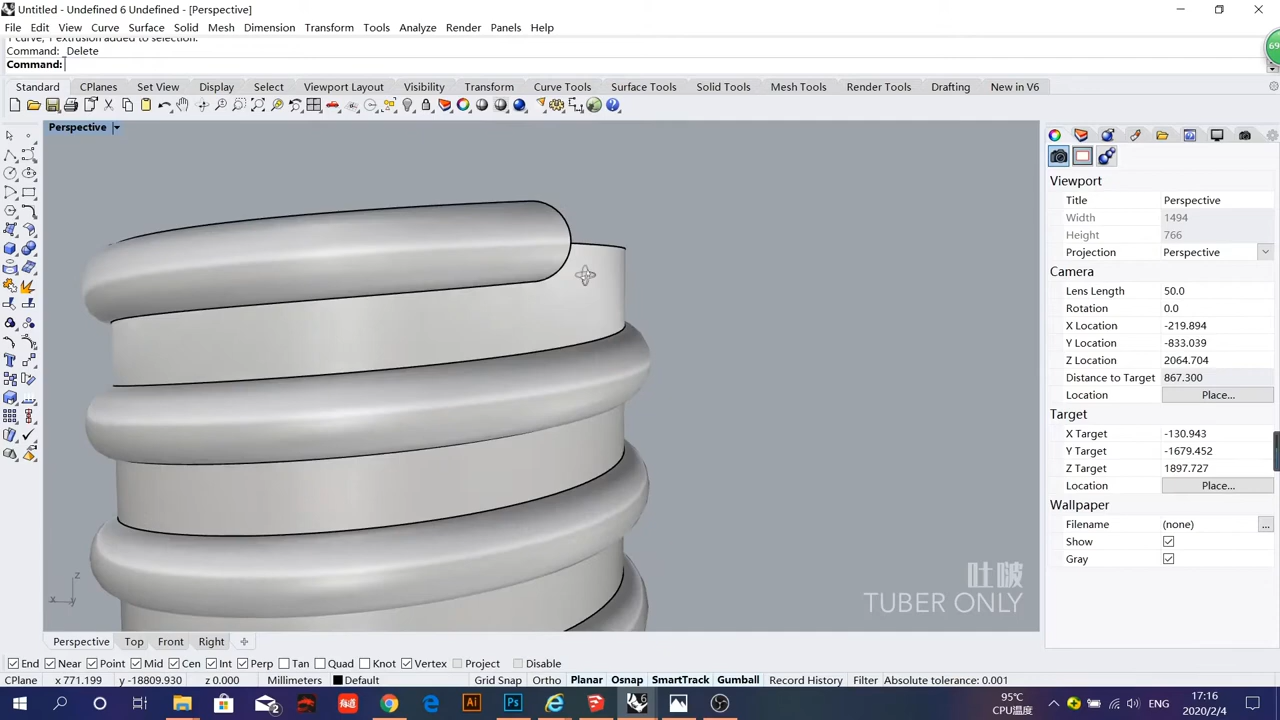 Untitled - Undefined 6 Undefined - [Perspective]
File Edit View Curve Surface Solid Mesh Dimension Transform Tools Analyze Render Panels Help
1 curve, 1 extrusion added to selection.
Command: _Delete
Command:
Standard CPlanes Set View Display Select Viewport Layout Visibility Transform Curve Tools Surface Tools Solid Tools Mesh Tools Render Tools Drafting New in V6
Perspective
Viewport
Title Perspective
Width 1494
Height 766
Projection Perspective
Camera
Lens Length 50.0
Rotation 0.0
X Location -219.894
Y Location -833.039
Z Location 2064.704
Distance to Target 867.300
Location Place...
Target
X Target -130.943
Y Target -1679.452
Z Target 1897.727
Location Place...
Wallpaper
Filename (none) ...
Show
Gray
吐啵
TUBER ONLY
z
x y
Perspective Top Front Right
End Near Point Mid Cen Int Perp Tan Quad Knot Vertex Project Disable
CPlane x 771.199 y -18809.930 z 0.000 Millimeters Default Grid Snap Ortho Planar Osnap SmartTrack Gumball Record History Filter Absolute tolerance: 0.001
95℃
CPU温度
ENG
17:16
2020/2/4